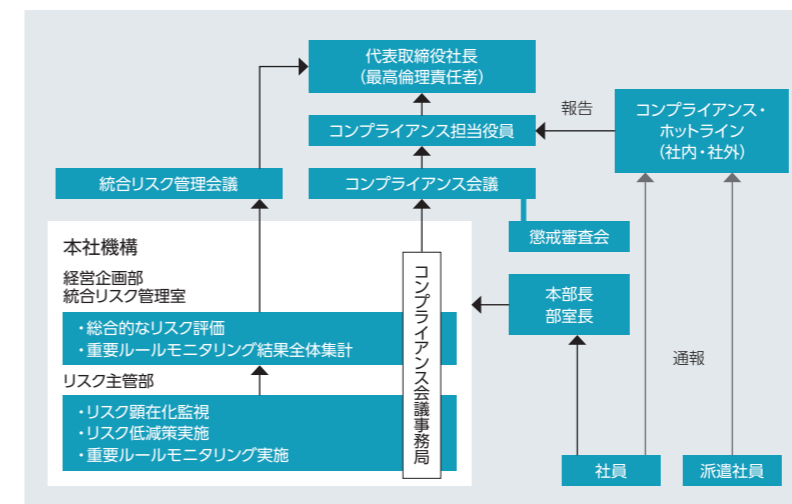 代表取締役社長
（最高倫理責任者）
報告
コンプライアンス・
ホットライン
（社内・社外）
コンプライアンス担当役員
統合リスク管理会議
コンプライアンス会議
懲戒審査会
本社機構
経営企画部
統合リスク管理室
・総合的なリスク評価
・重要ルールモニタリング結果全体集計
リスク主管部
・リスク顕在化監視
・リスク低減策実施
・重要ルールモニタリング実施
コンプライアンス会議事務局
本部長
部室長
通報
社員
派遣社員